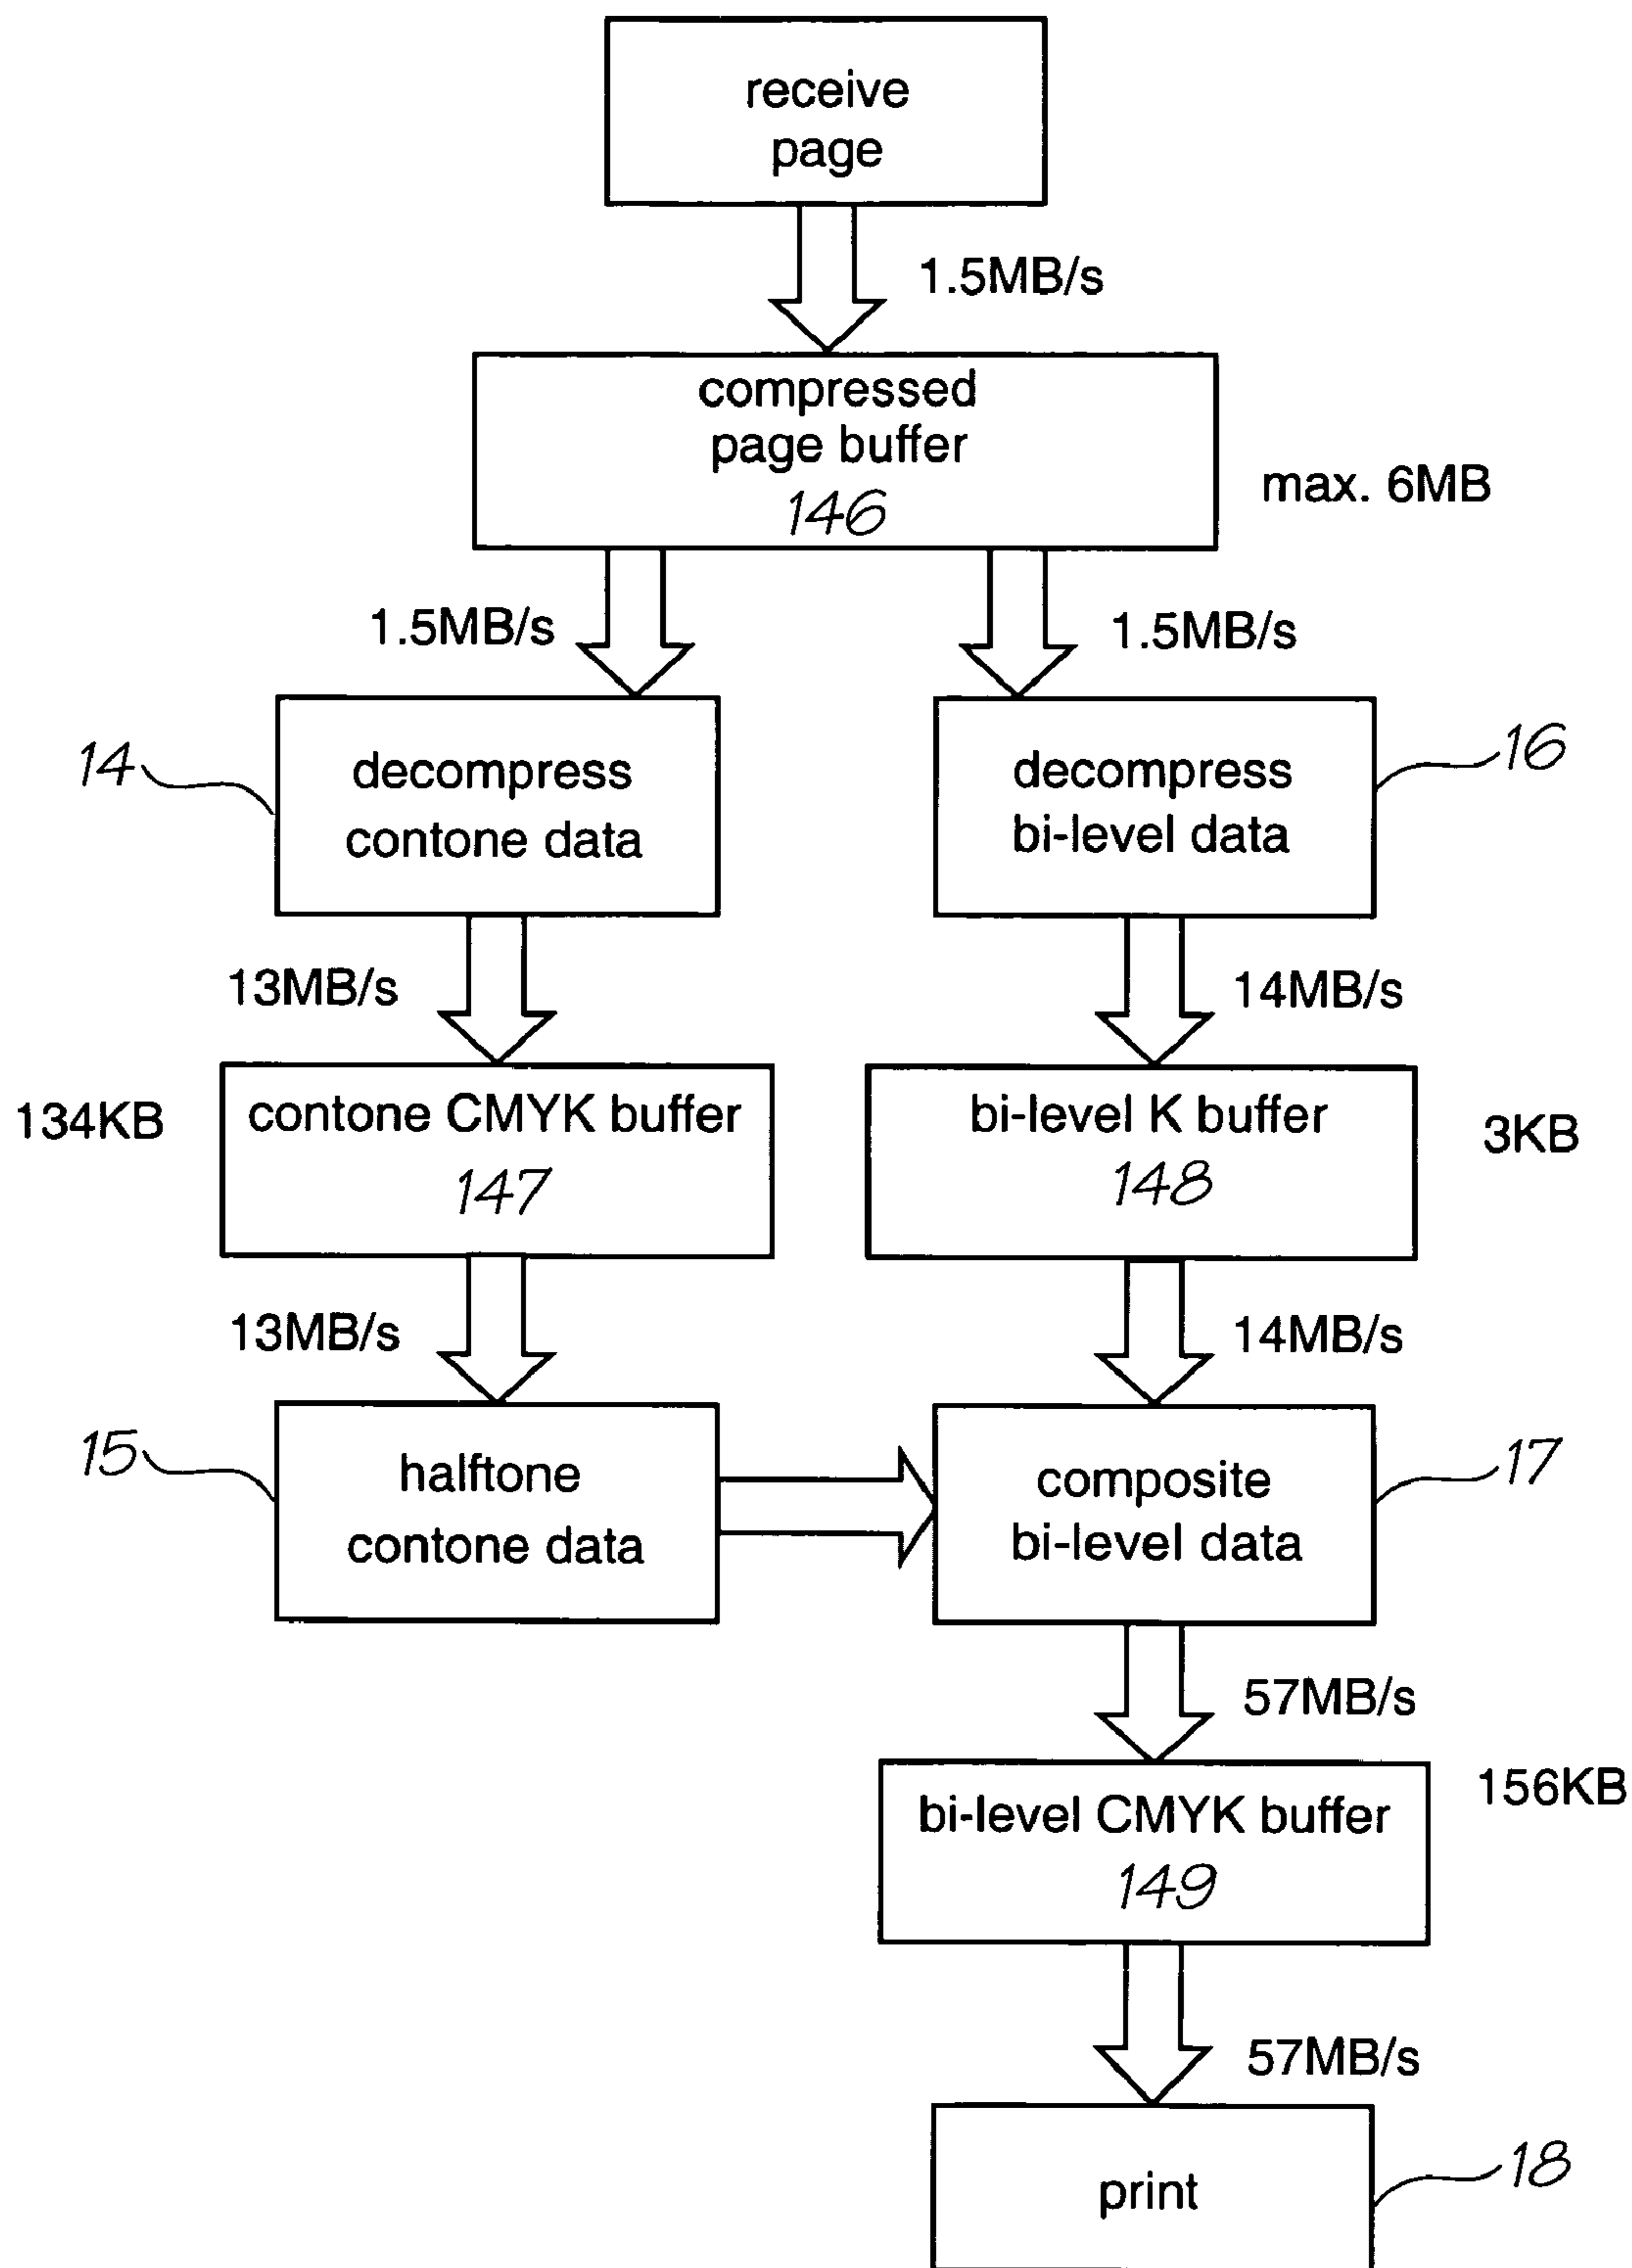 receive
page
1.5MB/s
compressed
page buffer
146
max. 6MB
1.5MB/s
1.5MB/s
14
decompress
contone data
decompress
bi-level data
16
13MB/s
14MB/s
134KB
contone CMYK buffer
147
bi-level K buffer
148
3KB
13MB/s
14MB/s
15
halftone
contone data
composite
bi-level data
17
57MB/s
bi-level CMYK buffer
149
156KB
57MB/s
print
18